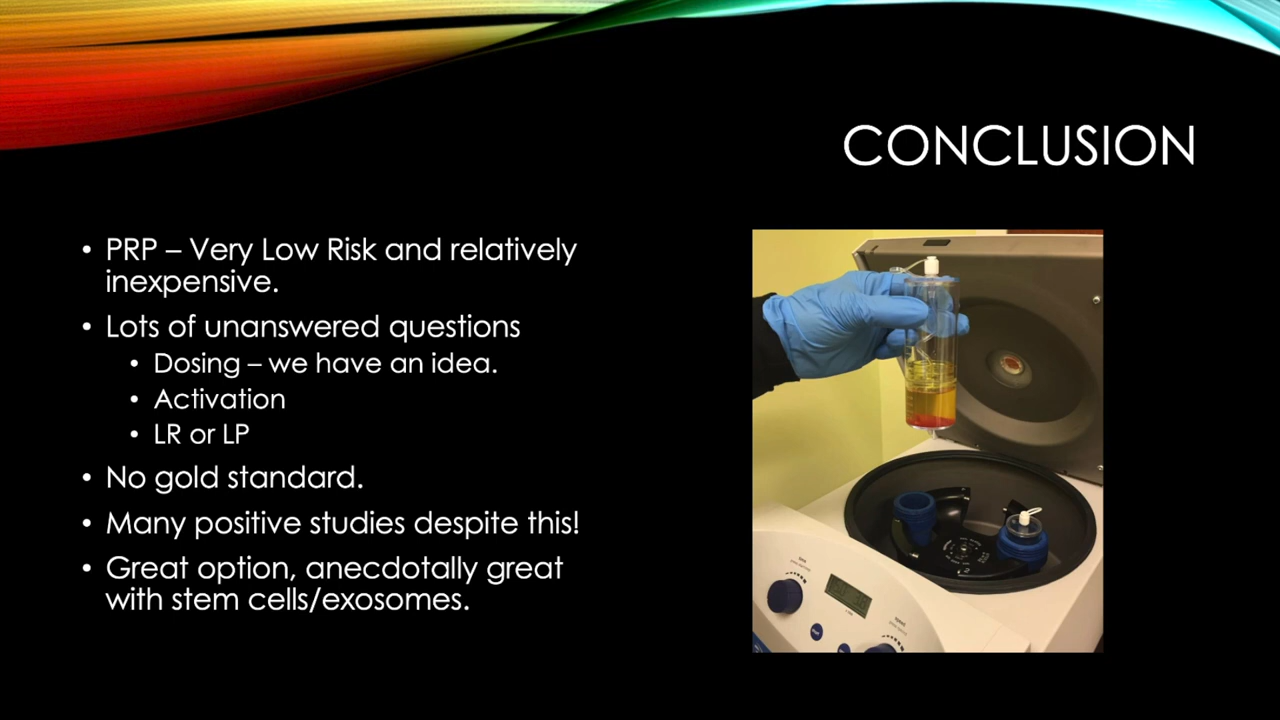 CONCLUSION
• PRP – Very Low Risk and relatively
inexpensive.
• Lots of unanswered questions
• Dosing – we have an idea.
• Activation
• LR or LP
• No gold standard.
• Many positive studies despite this!
• Great option, anecdotally great
with stem cells/exosomes.